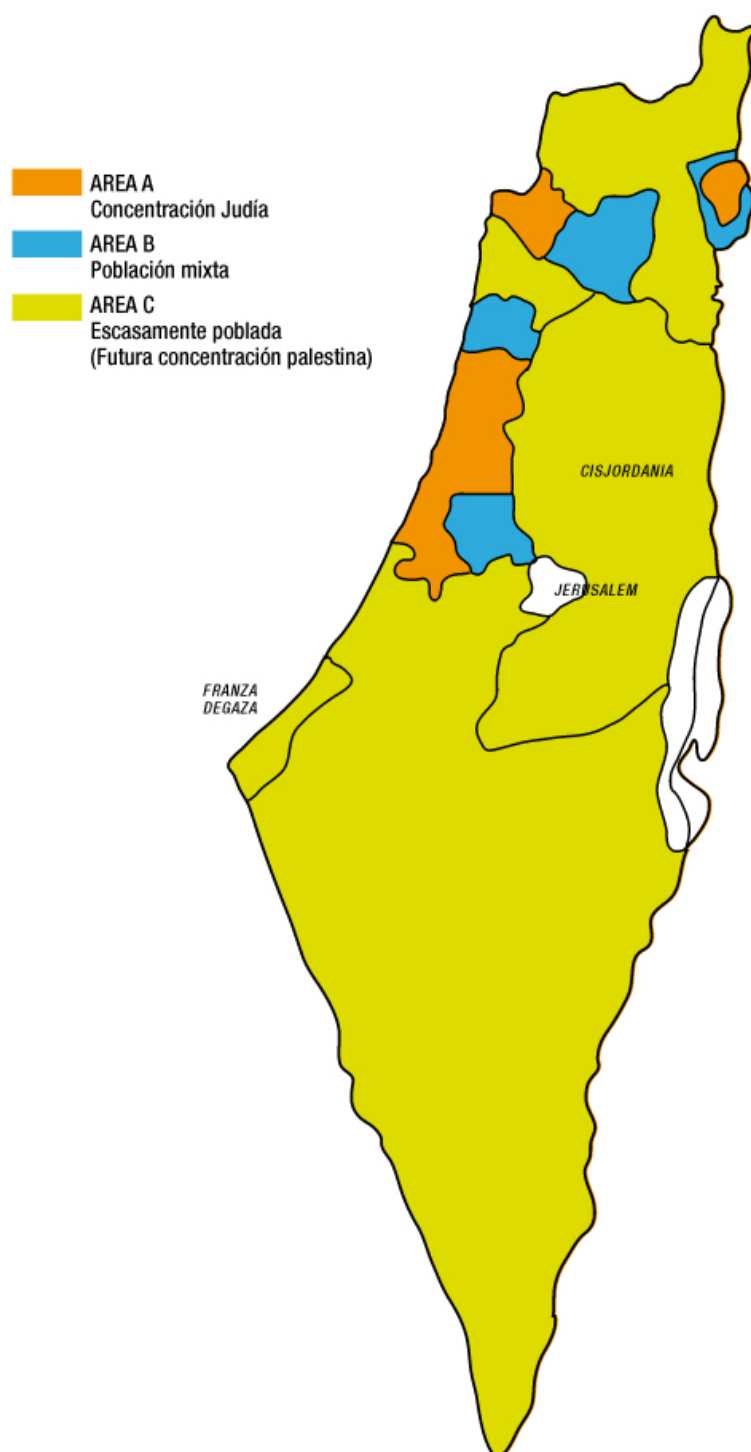 AREA A
Concentración Judía
AREA B
Población mixta
AREA C
Escasamente poblada
(Futura concentración palestina)
CISJORDANIA
JERUSALEM
FRANZA
DEGAZA